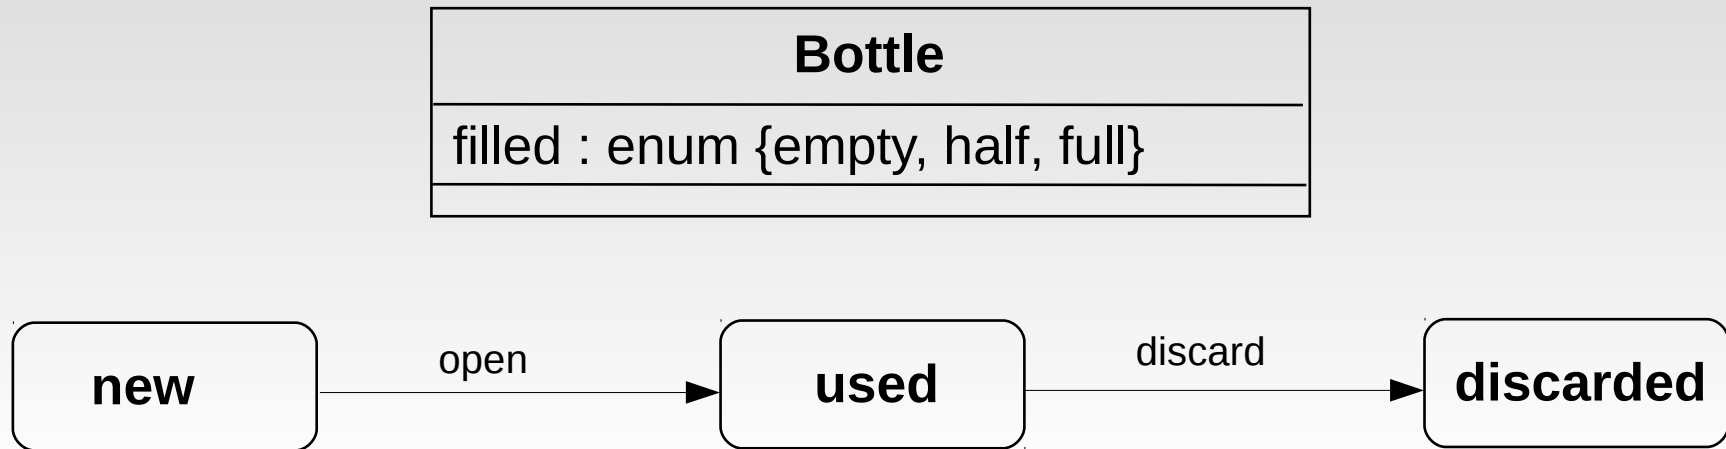 Bottle
filled : enum {empty, half, full}
open
discard
new
used
discarded